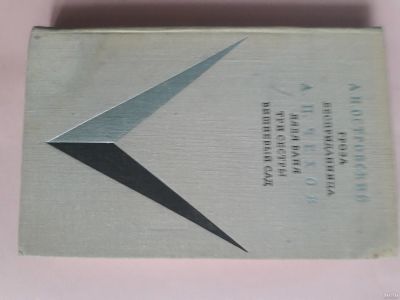 А Н ОСТРОВСКИЙ
ГРОЗА
БЕСПРИДАННИЦА
А П ЧЕХОВ
ДЯДЯ ВАНЯ
ТРИ СЕСТРЫ
ВИШНЕВЫЙ САД